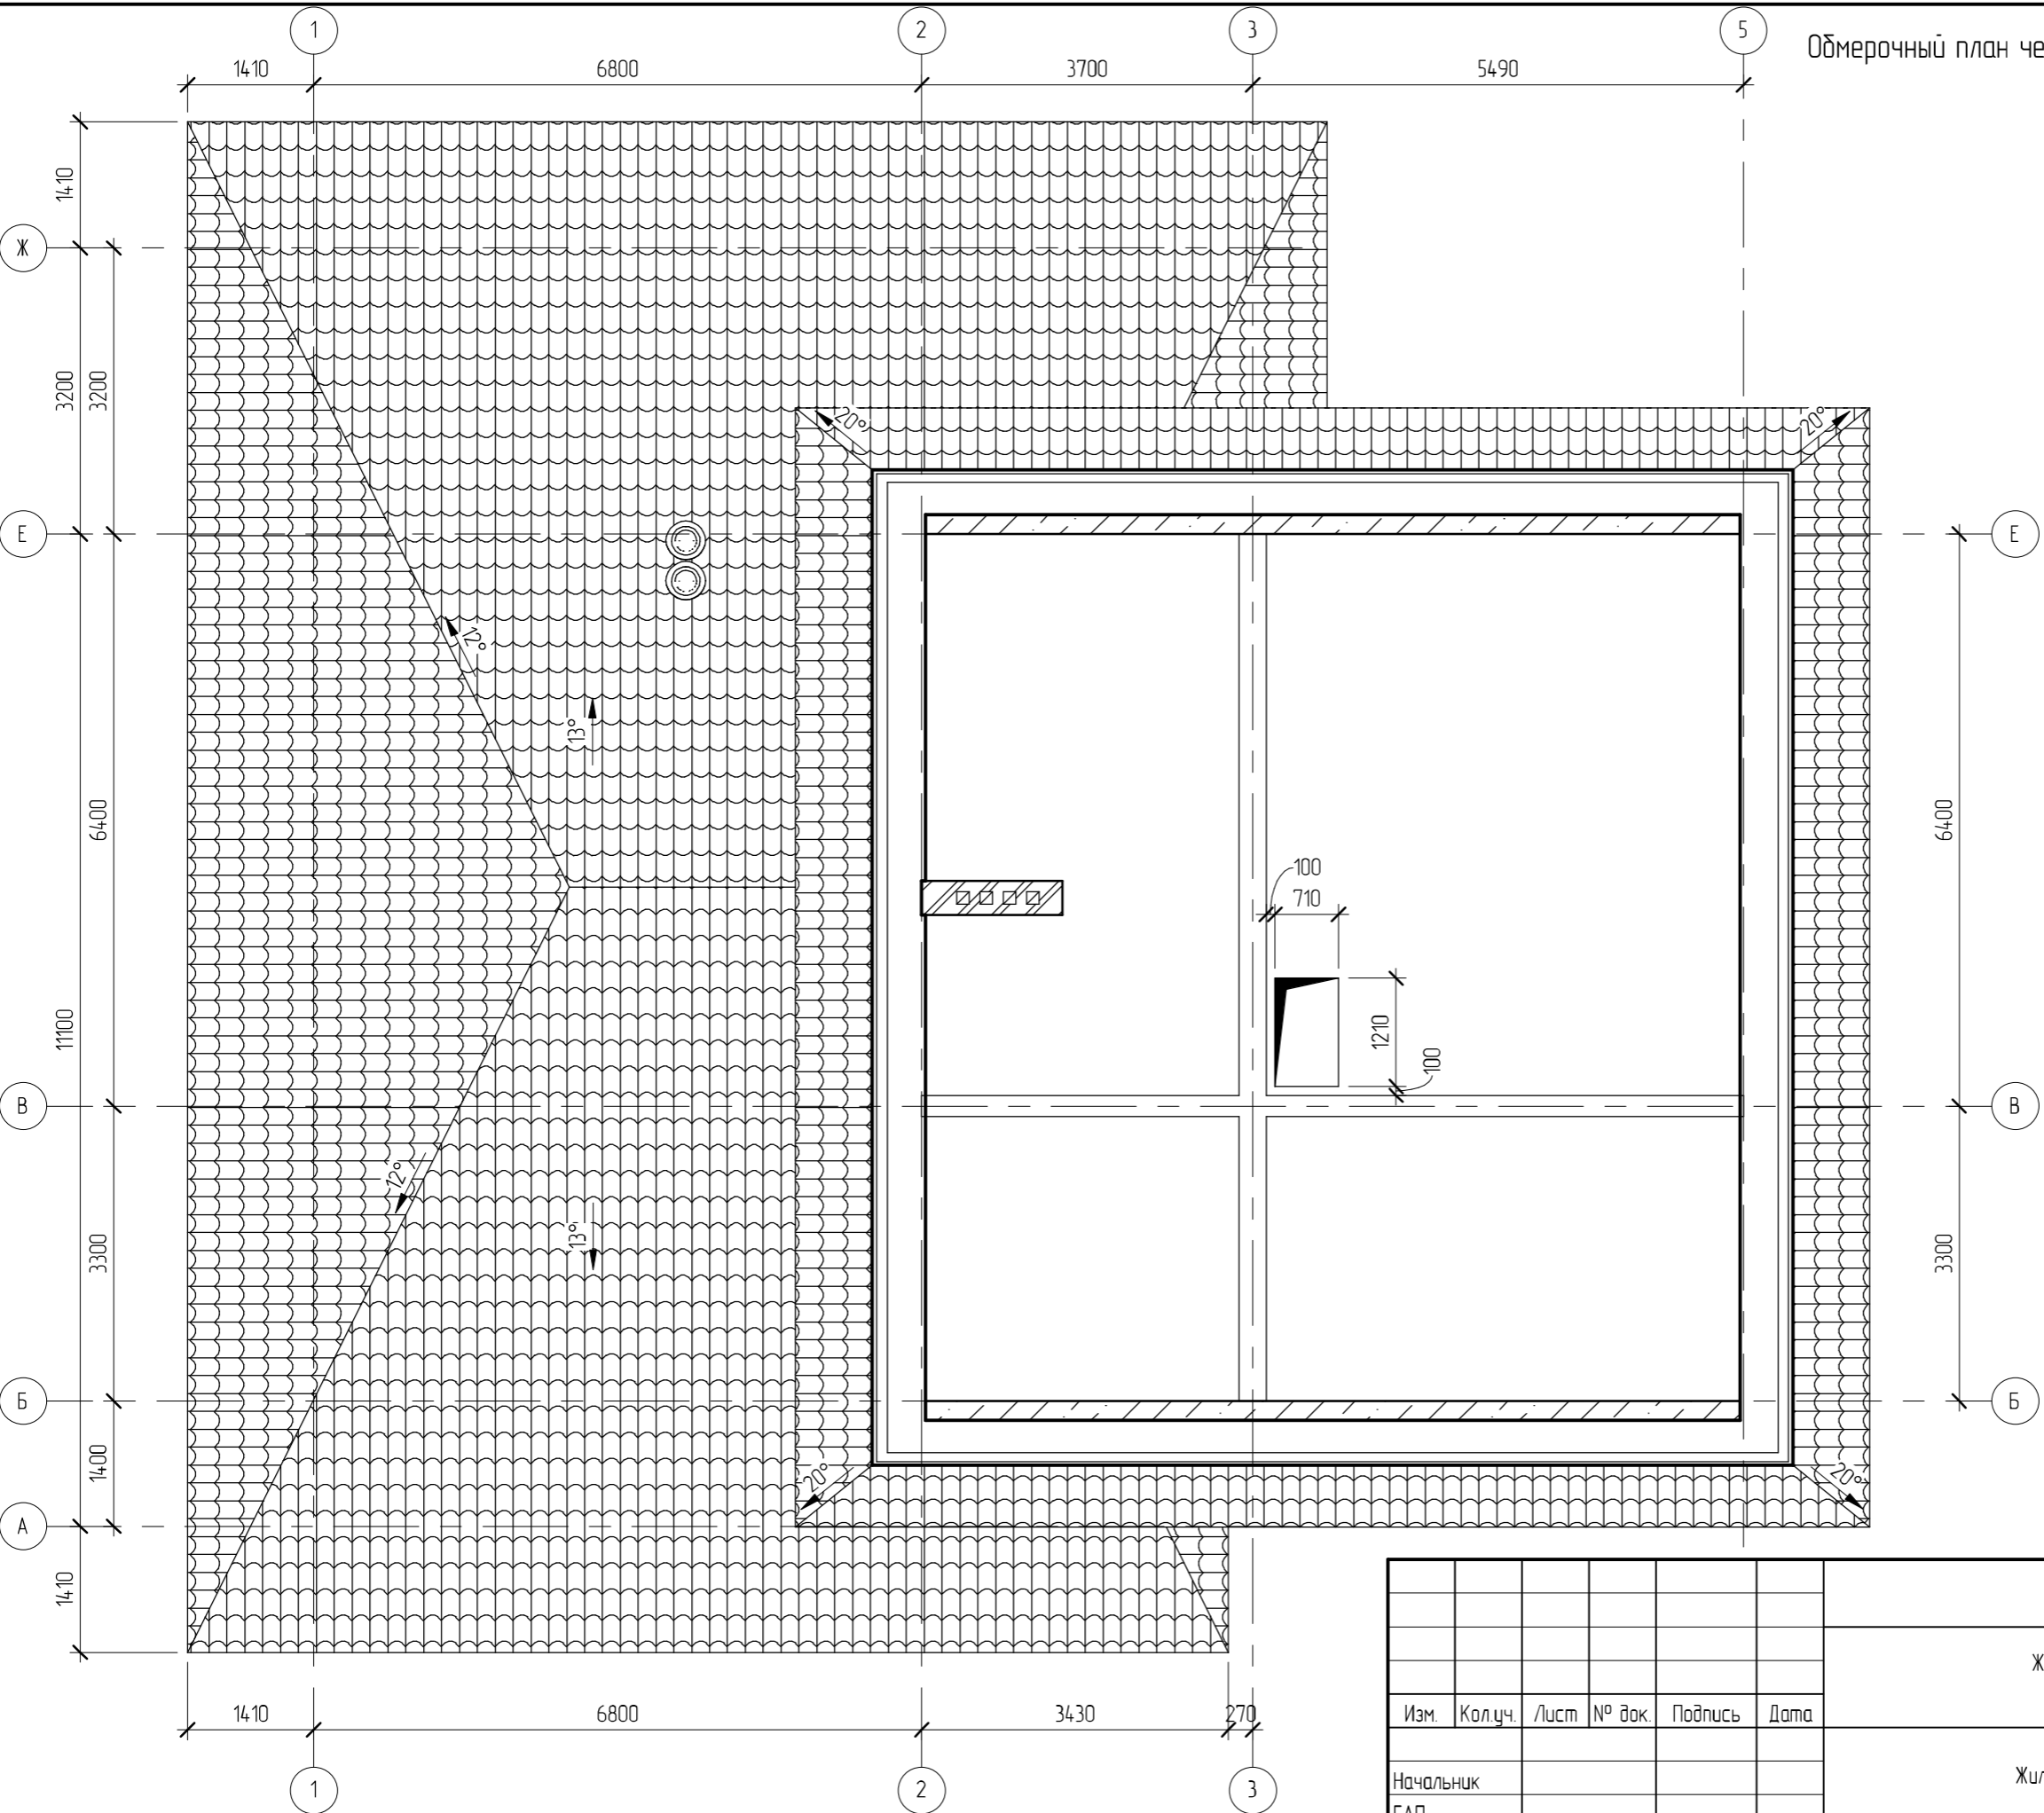 1 2 3 5
Обмерочный план че
1410 6800 3700 5490
1410
Ж
3200 3200
20° 20°
Е Е
12°
13°
6400 6400
100
710
11100
1210
100
В В
12°
13°
3300 3300
Б Б
1400
20° 20°
А
1410
Ж
1410 6800 3430 270
Изм. Кол.уч. Лист № док. Подпись Дата
Жил
Начальник
ГАП
1 2 3